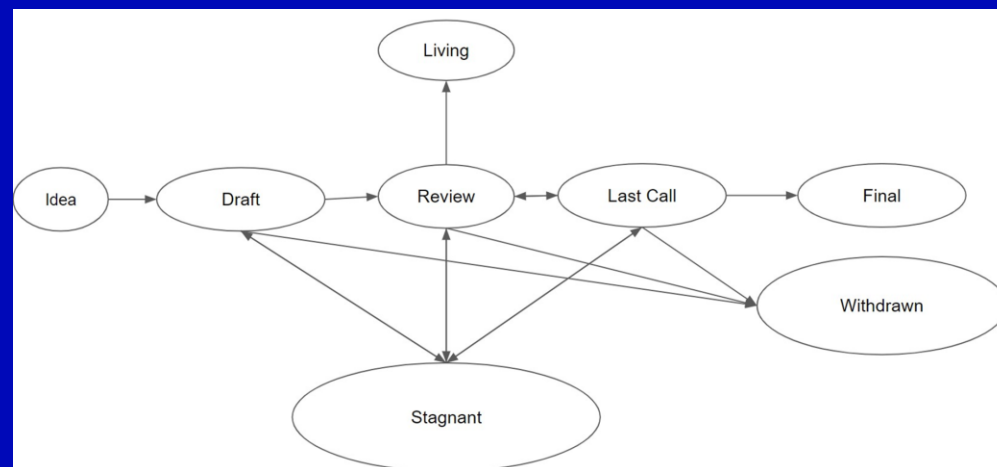 Living
Idea
Draft
Review
Last Call
Final
Withdrawn
Stagnant